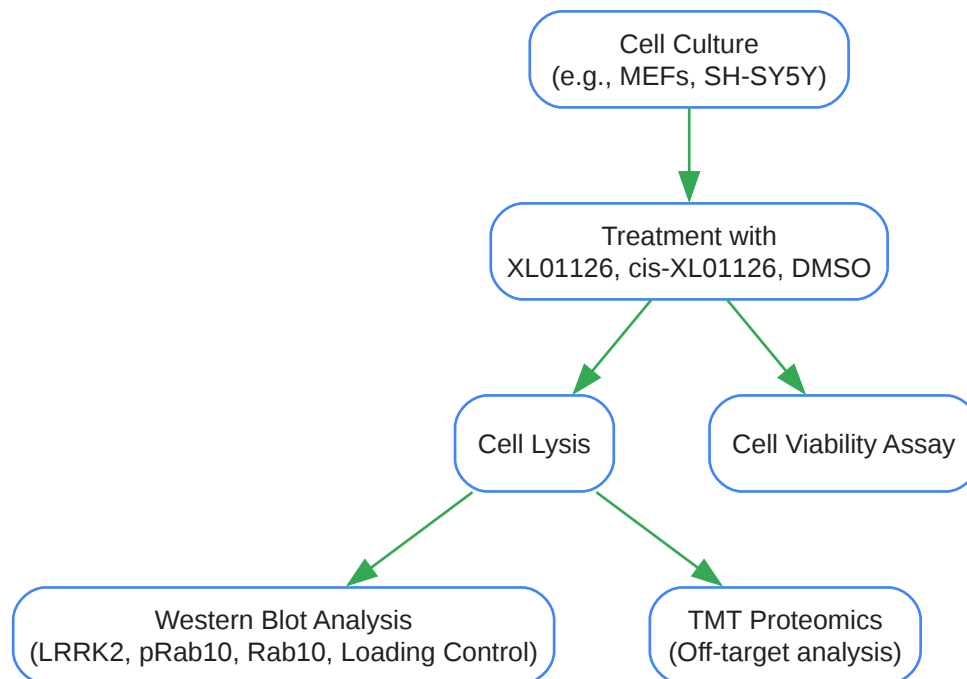 Cell Culture
(e.g., MEFs, SH-SY5Y)
Treatment with
XL01126, cis-XL01126, DMSO
Cell Lysis
Cell Viability Assay
Western Blot Analysis
(LRRK2, pRab10, Rab10, Loading Control)
TMT Proteomics
(Off-target analysis)